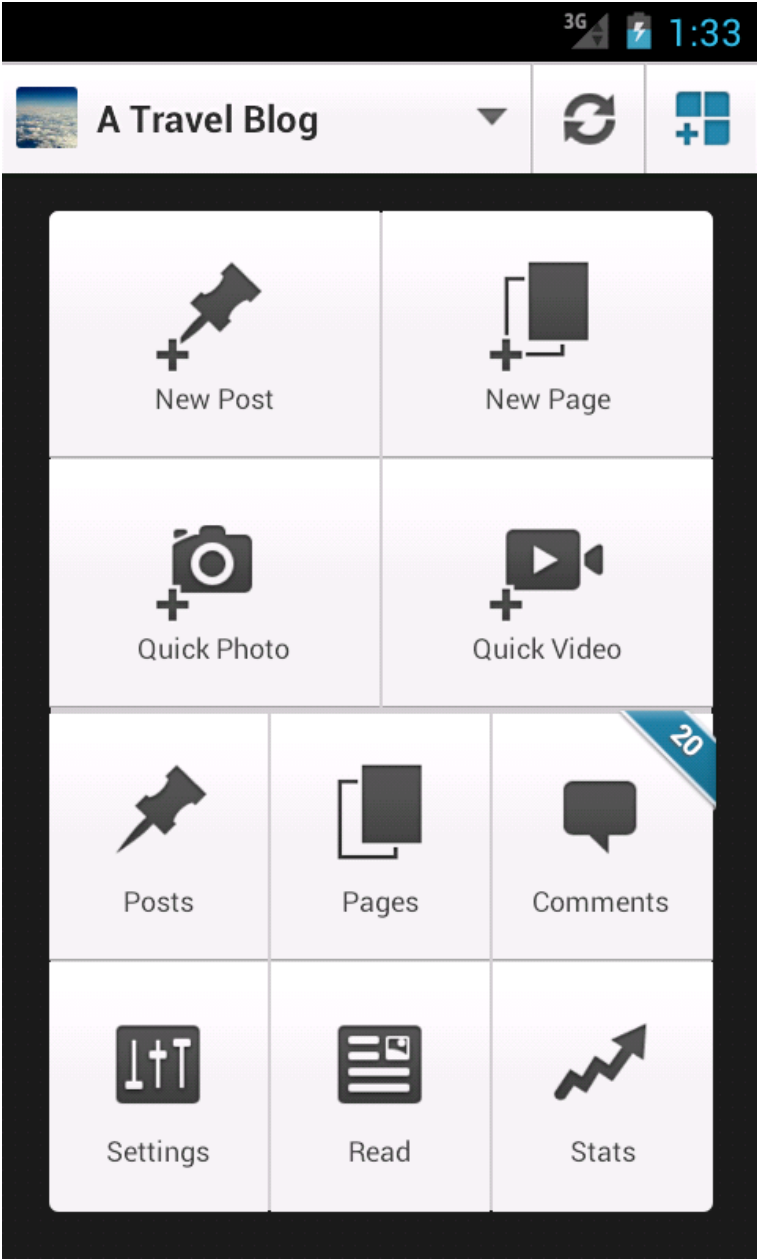 3G 1:33
A Travel Blog
New Post New Page
Quick Photo Quick Video
20
Posts Pages Comments
Settings Read Stats